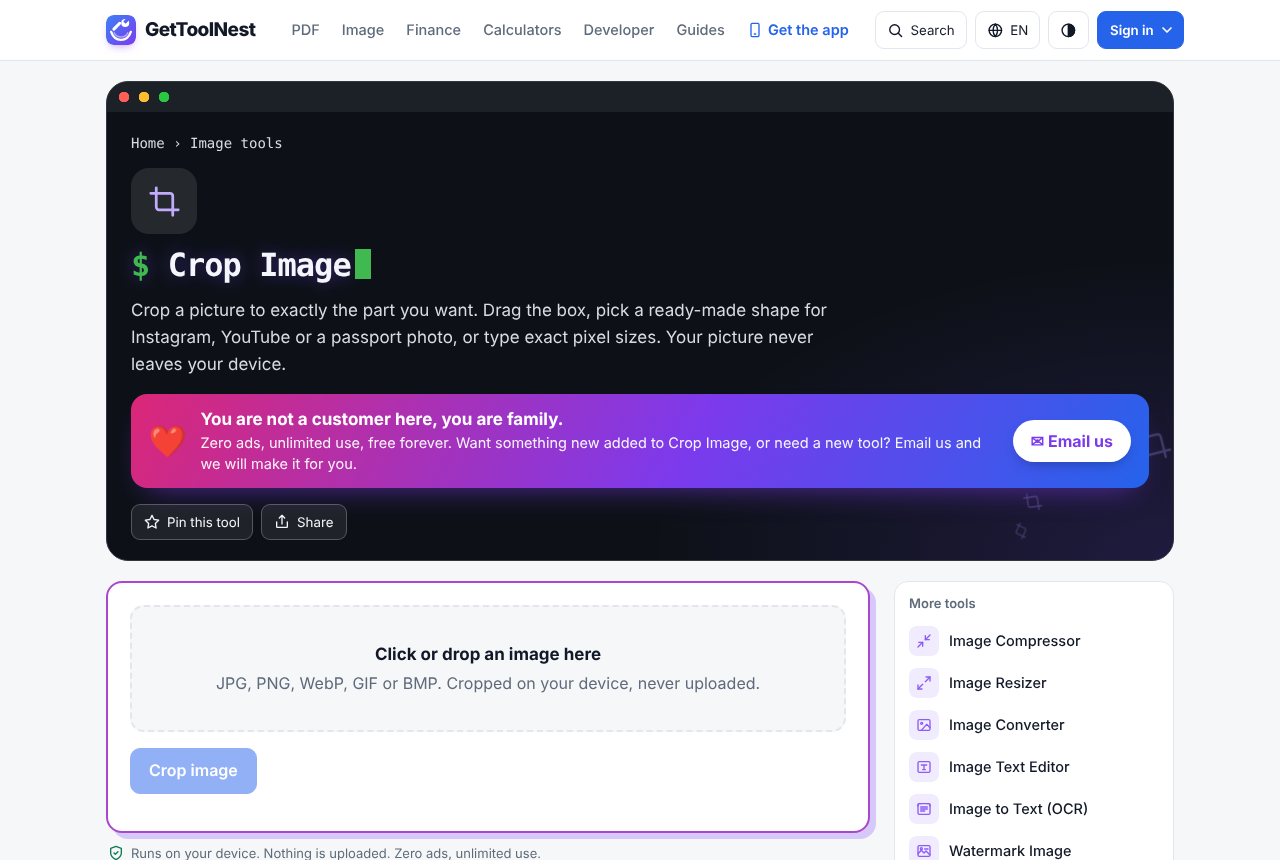 GetToolNest
PDF
Image
Finance
Calculators
Developer
Guides
Get the app
Search
EN
Sign in
Home › Image tools
$ Crop Image
Crop a picture to exactly the part you want. Drag the box, pick a ready-made shape for
Instagram, YouTube or a passport photo, or type exact pixel sizes. Your picture never
leaves your device.
You are not a customer here, you are family.
Zero ads, unlimited use, free forever. Want something new added to Crop Image, or need a new tool? Email us and
we will make it for you.
✉ Email us
Pin this tool
Share
Click or drop an image here
JPG, PNG, WebP, GIF or BMP. Cropped on your device, never uploaded.
Crop image
Runs on your device. Nothing is uploaded. Zero ads, unlimited use.
More tools
Image Compressor
Image Resizer
Image Converter
Image Text Editor
Image to Text (OCR)
Watermark Image